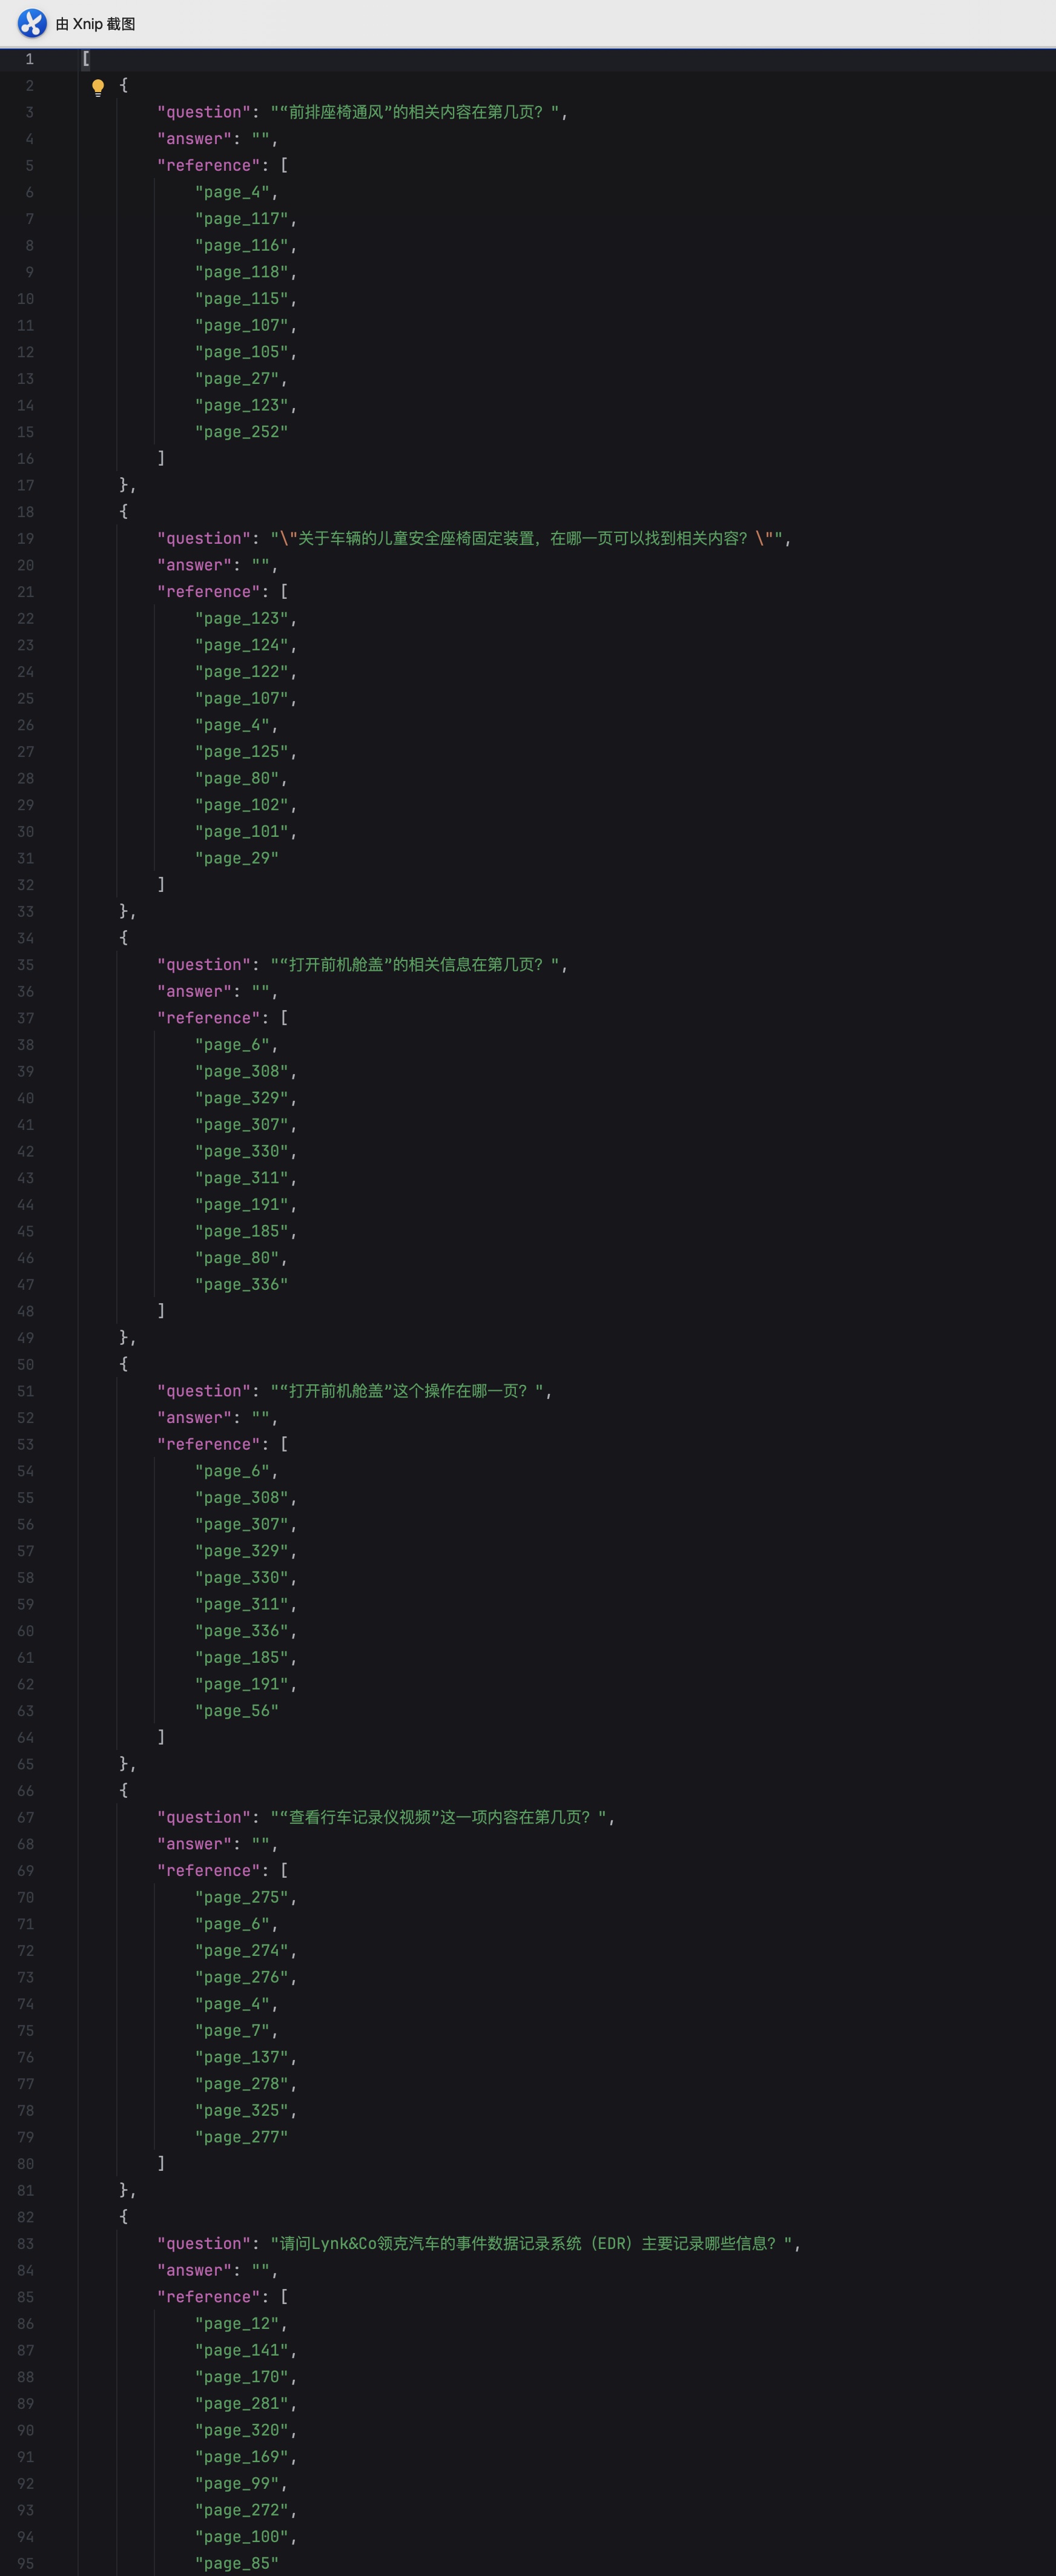 由 Xnip 截图
1 [
2 {
3 "question": "“前排座椅通风”的相关内容在第几页？",
4 "answer": "",
5 "reference": [
6 "page_4",
7 "page_117",
8 "page_116",
9 "page_118",
10 "page_115",
11 "page_107",
12 "page_105",
13 "page_27",
14 "page_123",
15 "page_252"
16 ]
17 },
18 {
19 "question": "\"关于车辆的儿童安全座椅固定装置，在哪一页可以找到相关内容？\"",
20 "answer": "",
21 "reference": [
22 "page_123",
23 "page_124",
24 "page_122",
25 "page_107",
26 "page_4",
27 "page_125",
28 "page_80",
29 "page_102",
30 "page_101",
31 "page_29"
32 ]
33 },
34 {
35 "question": "“打开前机舱盖”的相关信息在第几页？",
36 "answer": "",
37 "reference": [
38 "page_6",
39 "page_308",
40 "page_329",
41 "page_307",
42 "page_330",
43 "page_311",
44 "page_191",
45 "page_185",
46 "page_80",
47 "page_336"
48 ]
49 },
50 {
51 "question": "“打开前机舱盖”这个操作在哪一页？",
52 "answer": "",
53 "reference": [
54 "page_6",
55 "page_308",
56 "page_307",
57 "page_329",
58 "page_330",
59 "page_311",
60 "page_336",
61 "page_185",
62 "page_191",
63 "page_56"
64 ]
65 },
66 {
67 "question": "“查看行车记录仪视频”这一项内容在第几页？",
68 "answer": "",
69 "reference": [
70 "page_275",
71 "page_6",
72 "page_274",
73 "page_276",
74 "page_4",
75 "page_7",
76 "page_137",
77 "page_278",
78 "page_325",
79 "page_277"
80 ]
81 },
82 {
83 "question": "请问Lynk&Co领克汽车的事件数据记录系统（EDR）主要记录哪些信息？",
84 "answer": "",
85 "reference": [
86 "page_12",
87 "page_141",
88 "page_170",
89 "page_281",
90 "page_320",
91 "page_169",
92 "page_99",
93 "page_272",
94 "page_100",
95 "page_85"